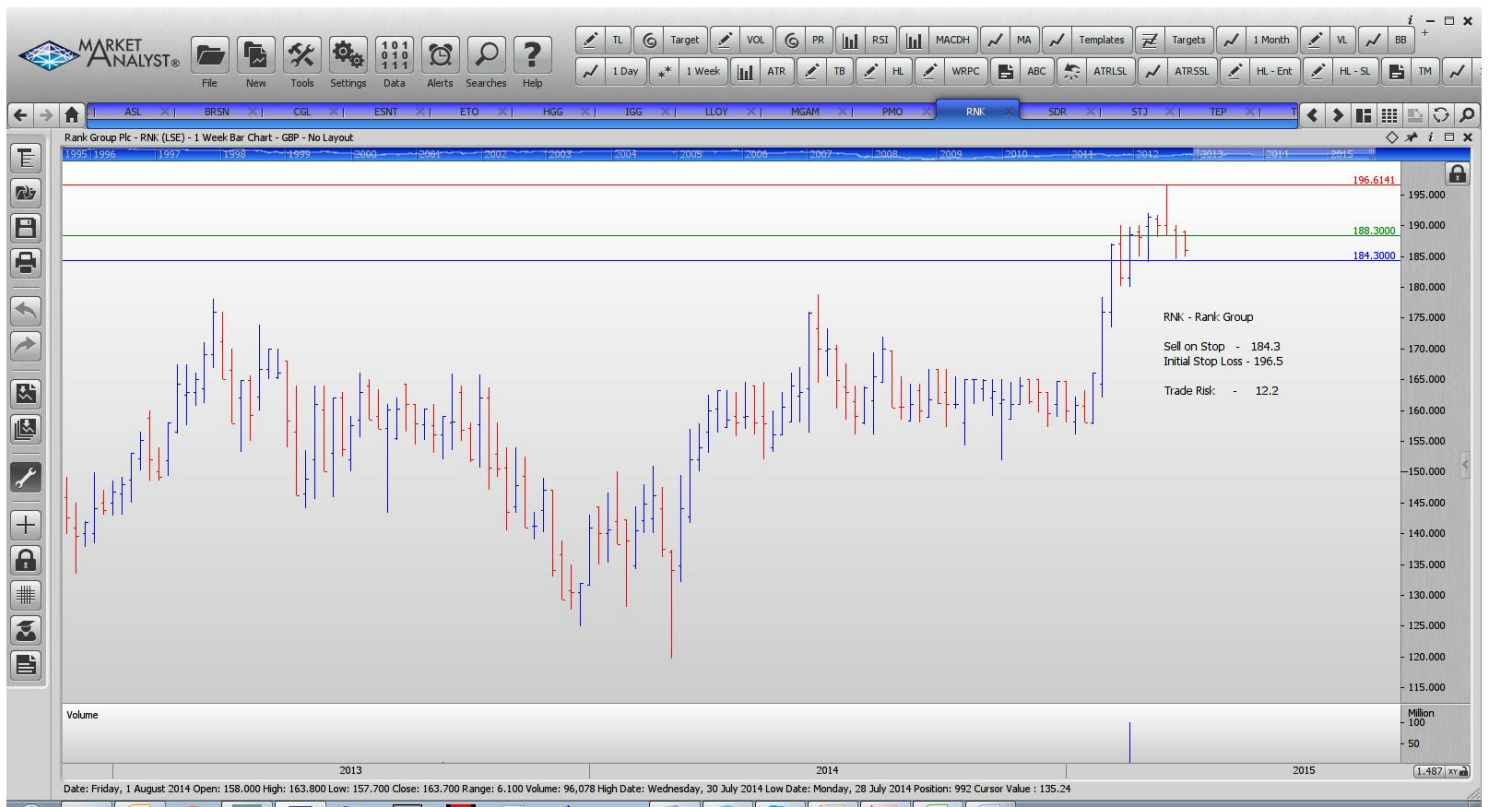 MARKET
ANALYST®
File New Tools Settings Data Alerts Searches Help
TL Target VOL PR RSI MACDH MA Templates Targets 1 Month VL BB
1 Day 1 Week ATR TB HL WRPC ABC ATRLSL ATRSSL HL - Ent HL - SL TM
ASL BRSN CGL ESNT ETO HGG IGG LLOY MGAM PMO RNK SDR STJ TEP T
Rank Group Plc - RNK (LSE) - 1 Week Bar Chart - GBP - No Layout
1995 1996 1997 1998 1999 2000 2001 2002 2003 2004 2005 2006 2007 2008 2009 2010 2011 2012 2013 2014 2015
196.6141
195.000
190.000
188.3000
185.000
184.3000
180.000
175.000
170.000
165.000
160.000
155.000
150.000
145.000
140.000
135.000
130.000
125.000
120.000
115.000
RNK - Rank Group
Sell on Stop - 184.3
Initial Stop Loss - 196.5
Trade Risk - 12.2
Volume
Million
100
50
2013 2014 2015
1.487 XY
Date: Friday, 1 August 2014 Open: 158.000 High: 163.800 Low: 157.700 Close: 163.700 Range: 6.100 Volume: 96,078 High Date: Wednesday, 30 July 2014 Low Date: Monday, 28 July 2014 Position: 992 Cursor Value : 135.24